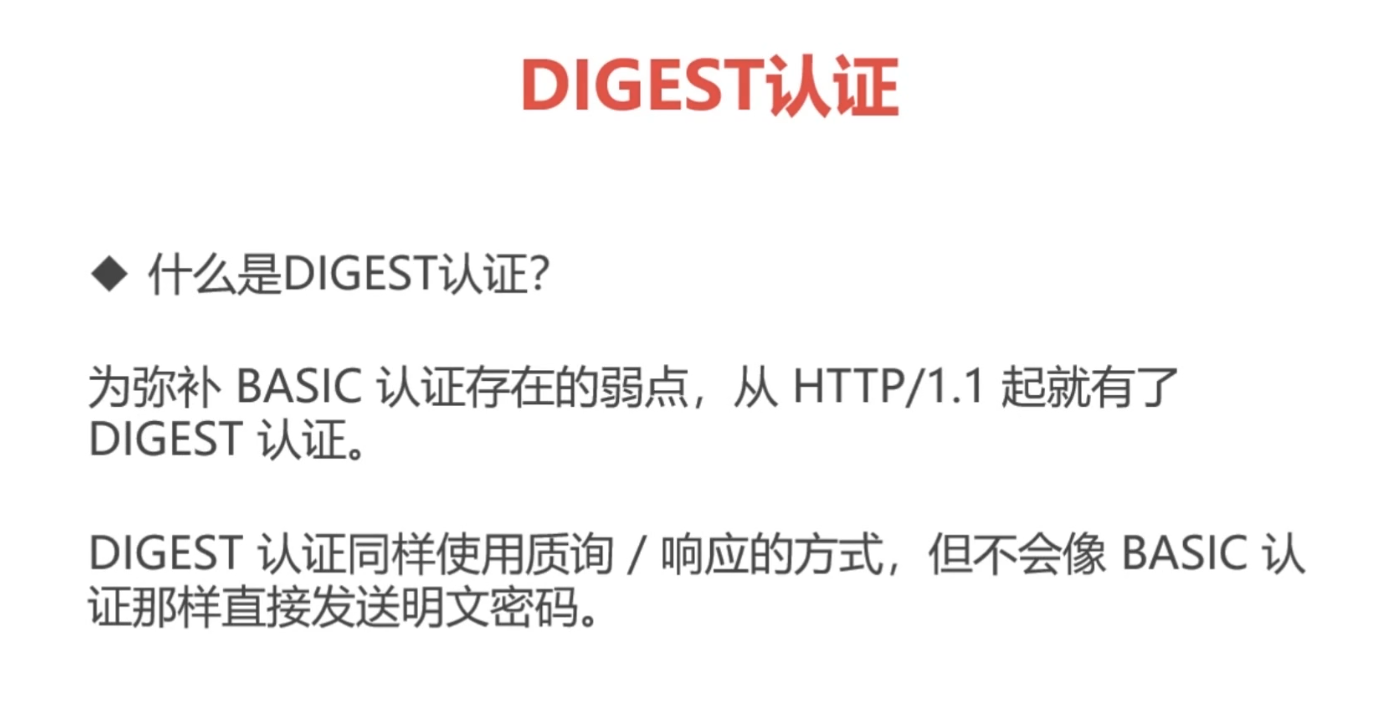 DIGEST认证
◆ 什么是DIGEST认证？
为弥补 BASIC 认证存在的弱点，从 HTTP/1.1 起就有了
DIGEST 认证。
DIGEST 认证同样使用质询 / 响应的方式，但不会像 BASIC 认
证那样直接发送明文密码。